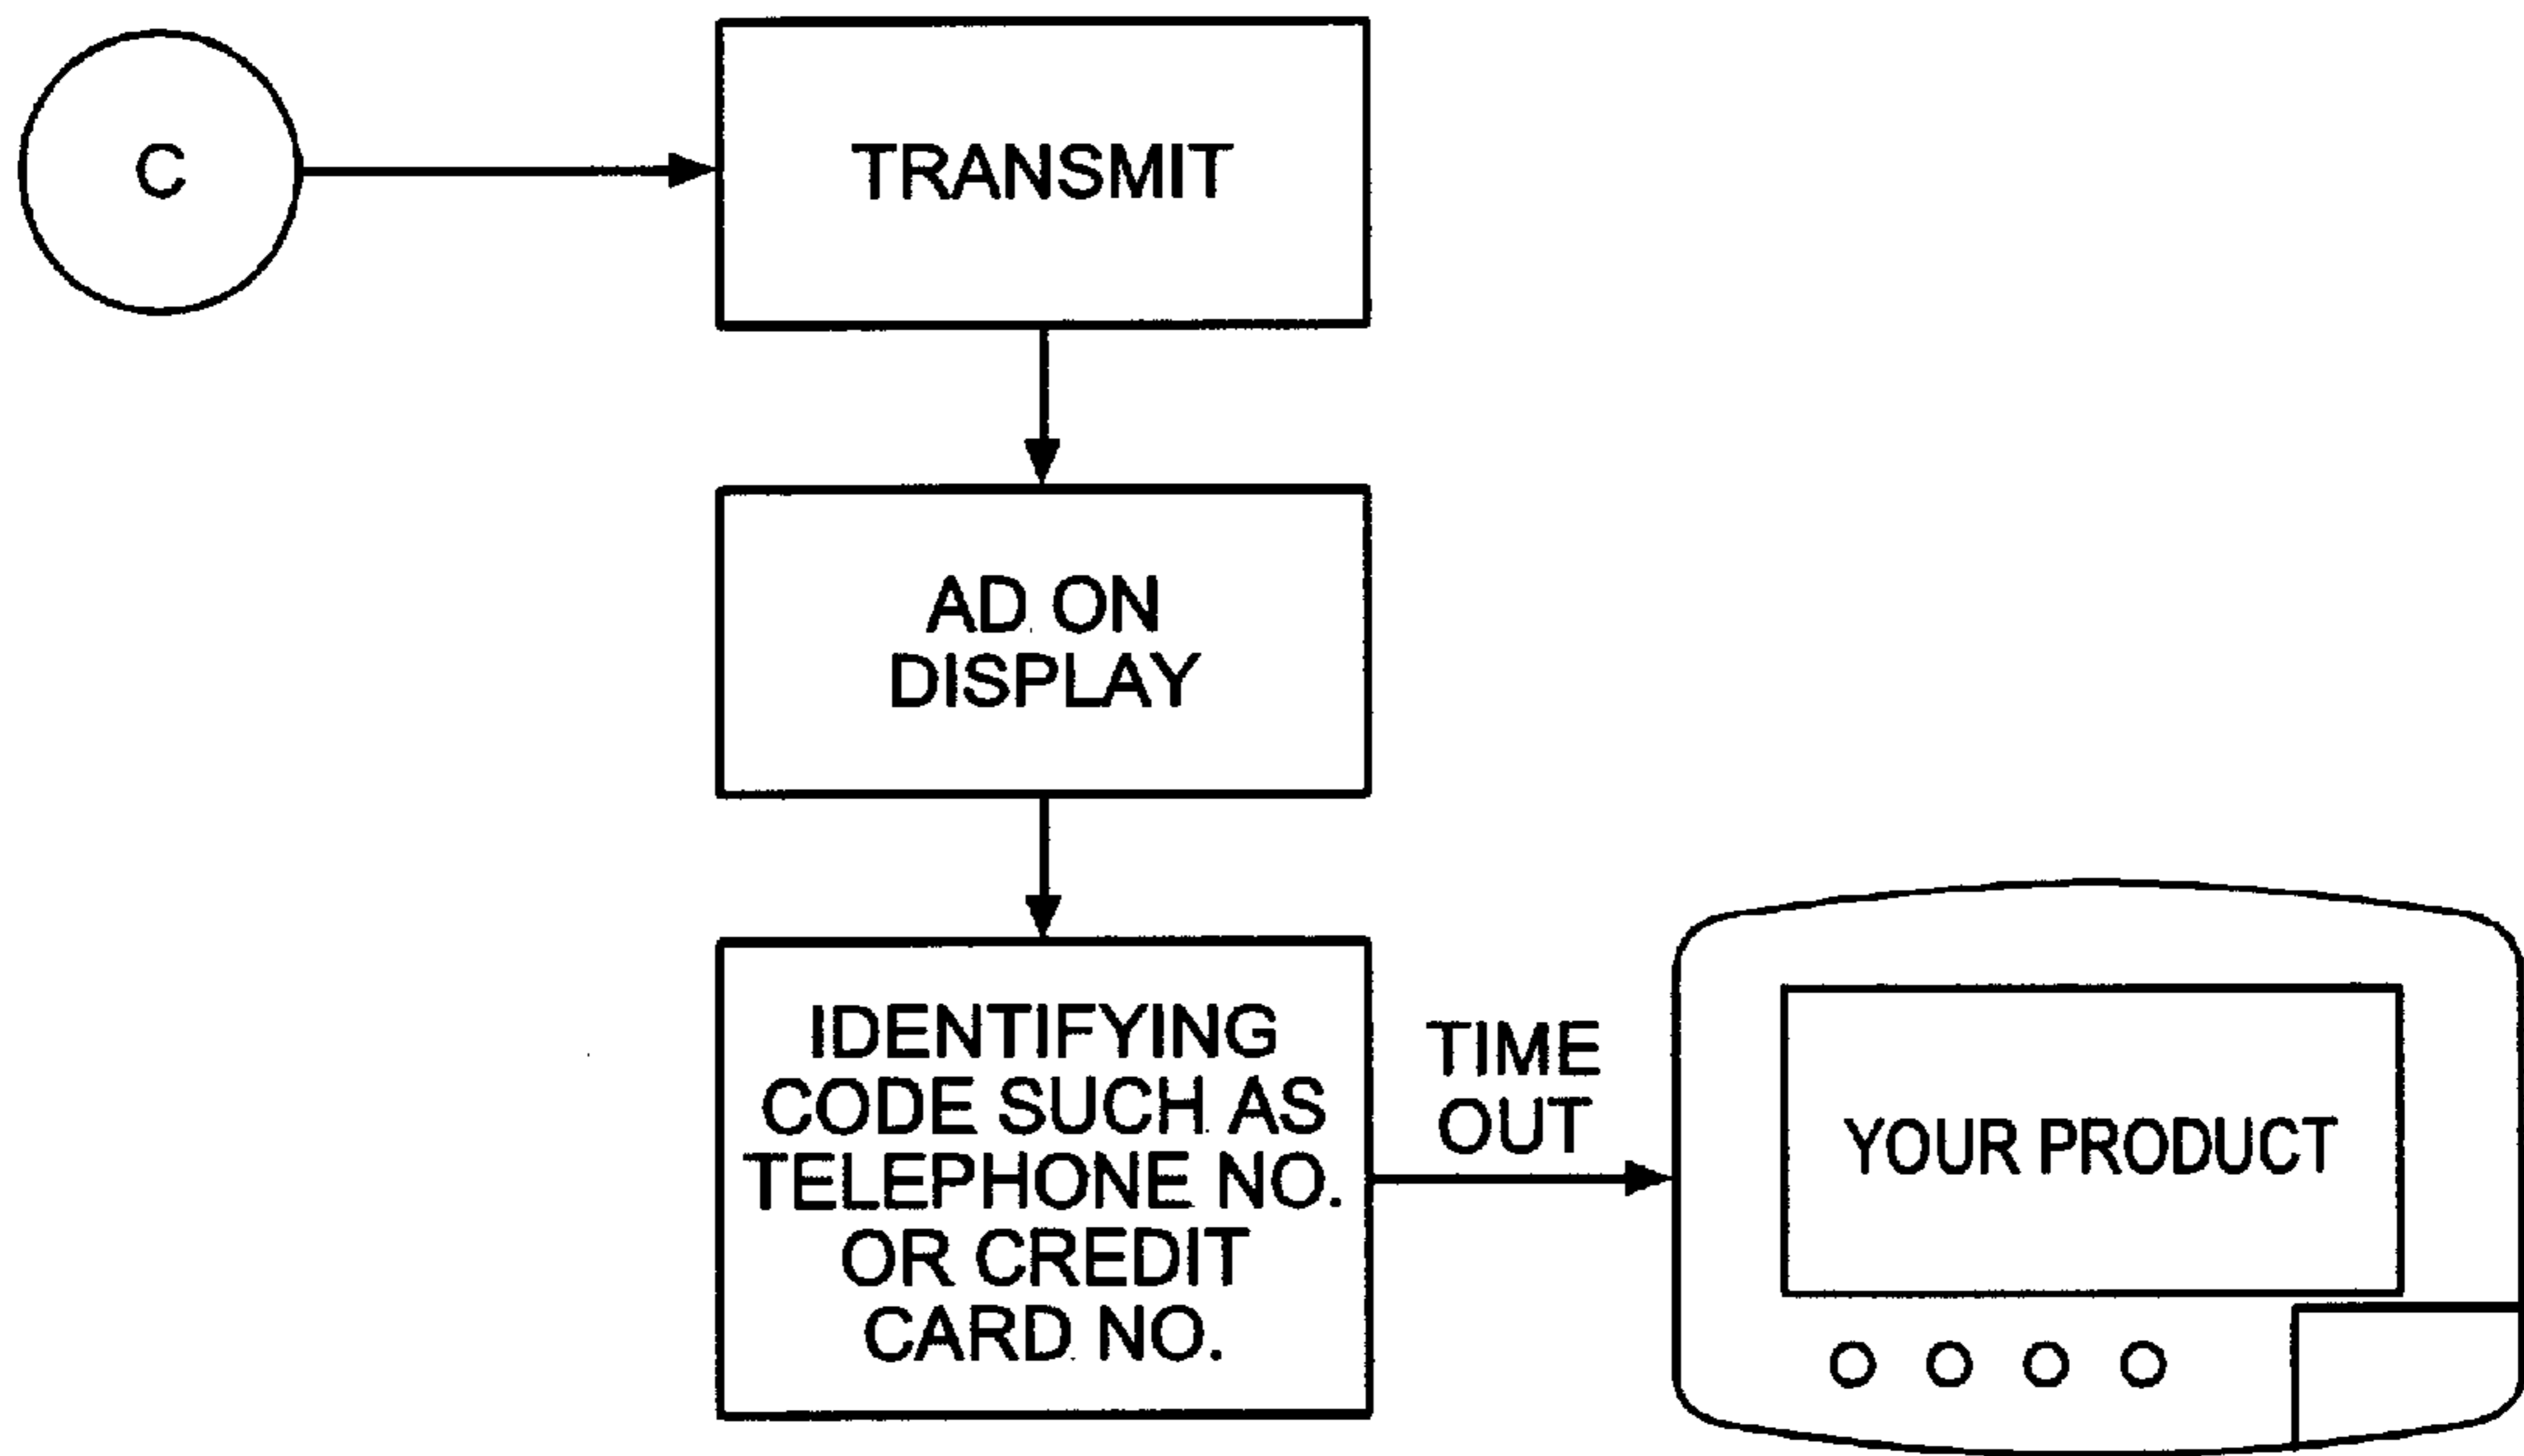 C
TRANSMIT
AD ON
DISPLAY
IDENTIFYING
CODE SUCH AS
TELEPHONE NO.
OR CREDIT
CARD NO.
TIME
OUT
YOUR PRODUCT